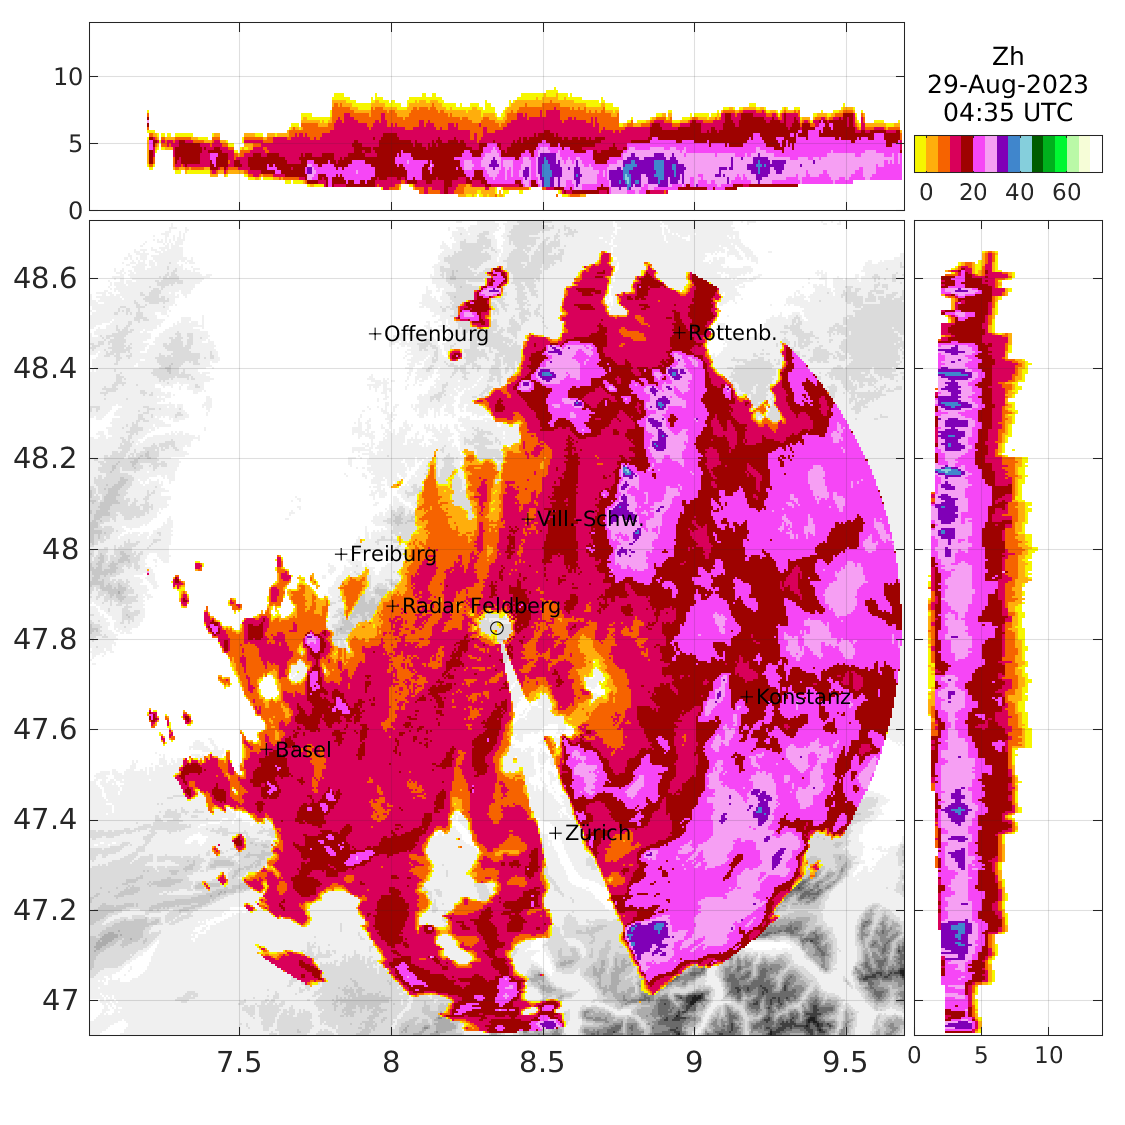 Zh
29-Aug-2023
04:35 UTC
10
5
0
0 20 40 60
48.6
48.4
48.2
48
47.8
47.6
47.4
47.2
47
+Offenburg
+Rottenb.
+Vill.-Schw.
+Freiburg
+Radar Feldberg
+Konstanz
+Basel
+Zürich
7.5 8 8.5 9 9.5
0 5 10